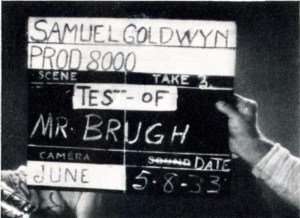 SAMUEL GOLDWYN
PROD 8000
SCENE TAKE 3
TEST-OF
MR. BRUGH
CAMERA SOUND DATE
JUNE 5-8-33